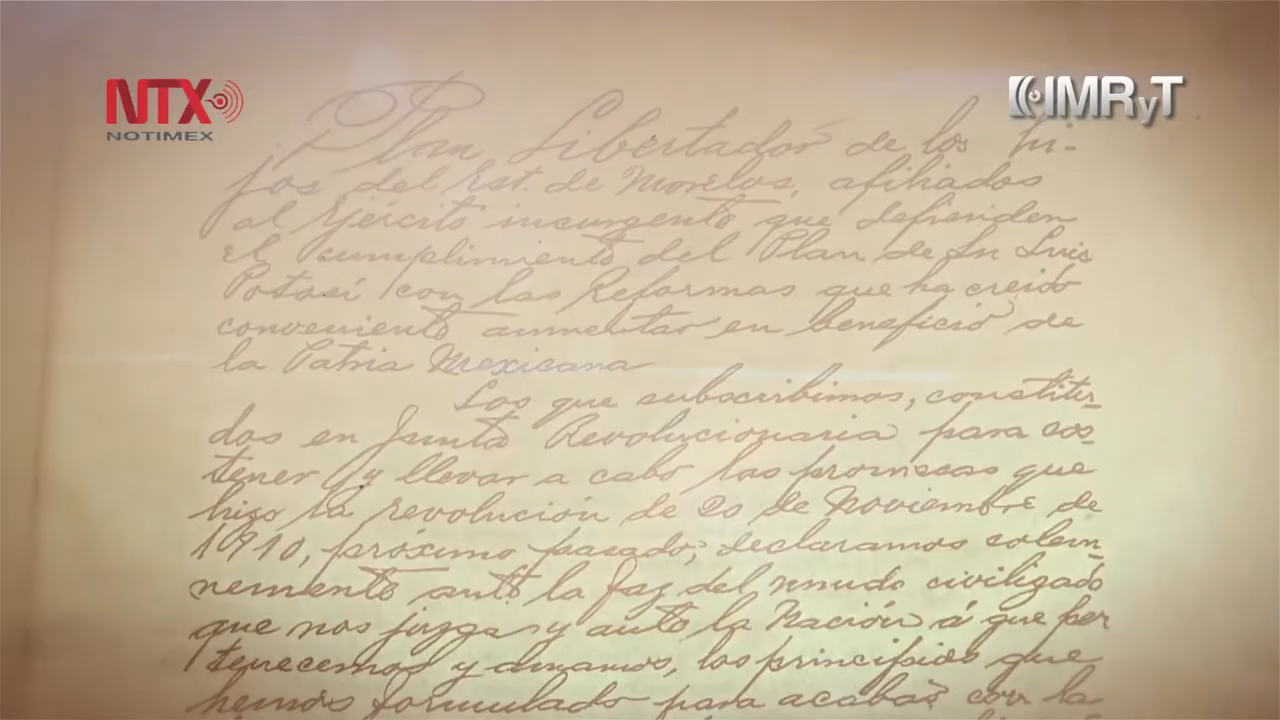 NTX
NOTIMEX
IMRyT
Plan Libertador de los hi-
jos del Est. de Morelos, afiliados
al Ejército insurgente que defienden
el cumplimiento del Plan de Sn Luis
Potosí con las Reformas que ha creido
conveniente aumentar en beneficio de
la Patria Mexicana
Los que subscribimos, constitui-
dos en Junta Revolucionaria para sos-
tener y llevar a cabo las promesas que
hizo la revolución de 20 de Noviembre de
1910, próximo pasado, declaramos solem-
nemente ante la faz del mundo civilizado
que nos juzga y ante la Nación á que per
tenecemos y amamos, los principios que
hemos formulado para acabar con la